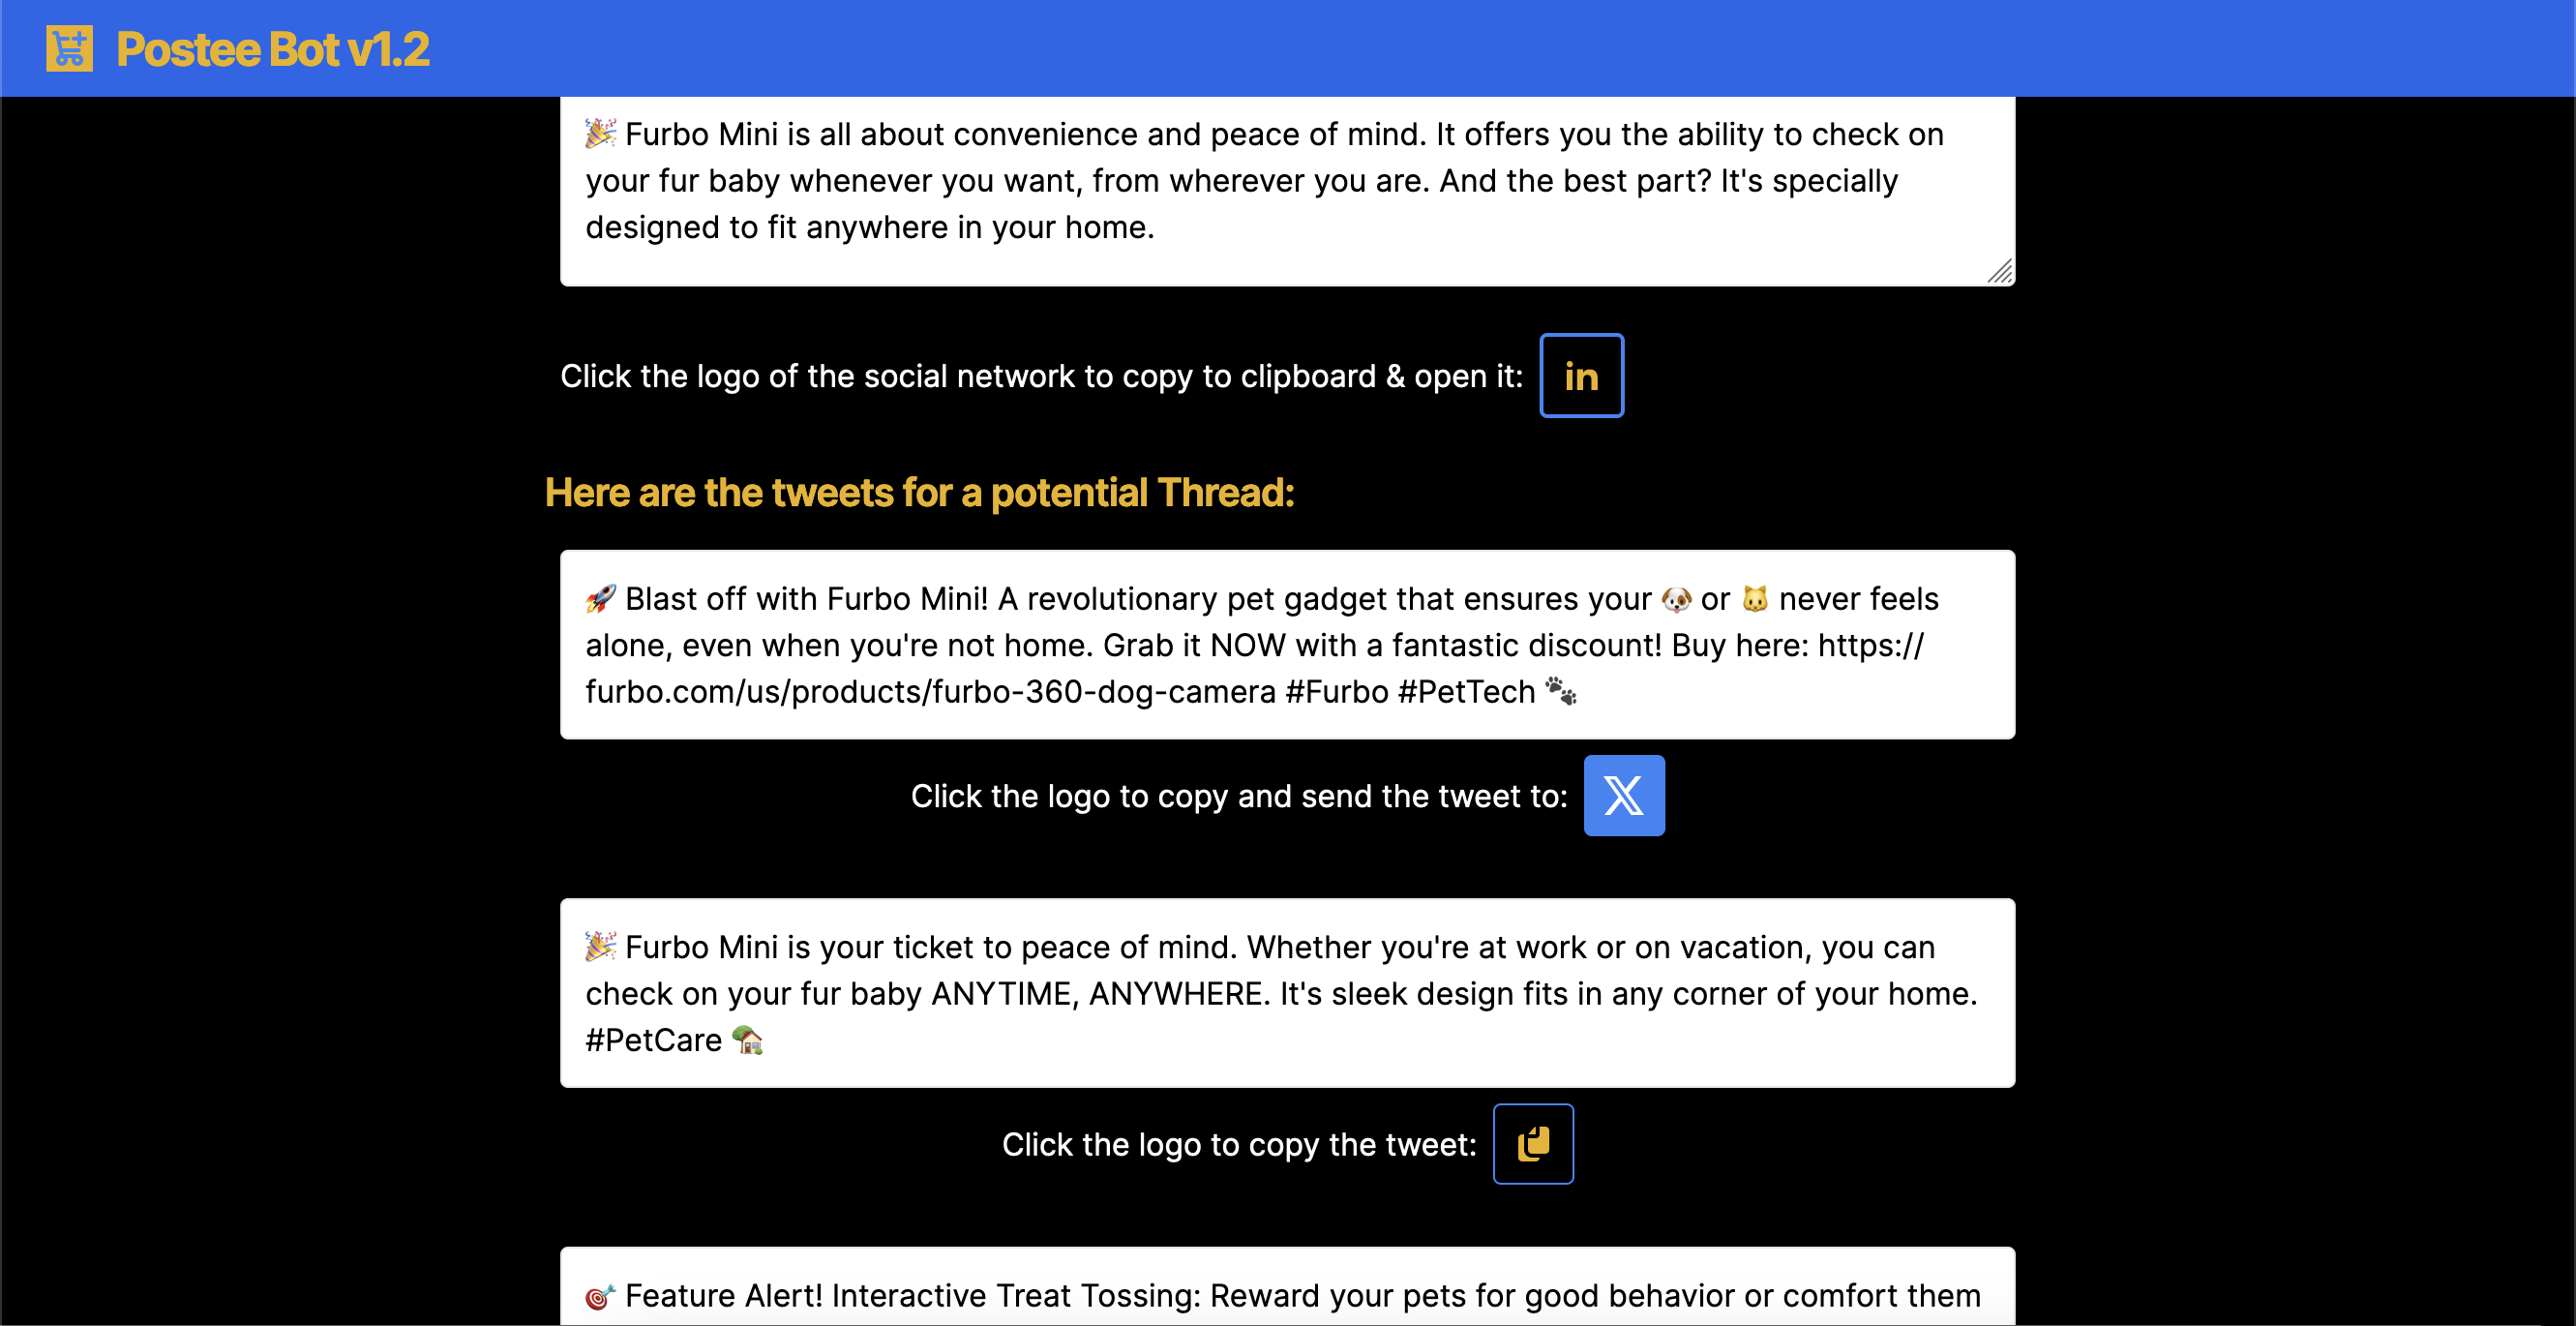 Postee Bot v1.2
🎉 Furbo Mini is all about convenience and peace of mind. It offers you the ability to check on
your fur baby whenever you want, from wherever you are. And the best part? It's specially
designed to fit anywhere in your home.
Click the logo of the social network to copy to clipboard & open it:
in
Here are the tweets for a potential Thread:
🚀 Blast off with Furbo Mini! A revolutionary pet gadget that ensures your 🐶 or 🐱 never feels
alone, even when you're not home. Grab it NOW with a fantastic discount! Buy here: https://
furbo.com/us/products/furbo-360-dog-camera #Furbo #PetTech 🐾
Click the logo to copy and send the tweet to:
X
🎉 Furbo Mini is your ticket to peace of mind. Whether you're at work or on vacation, you can
check on your fur baby ANYTIME, ANYWHERE. It's sleek design fits in any corner of your home.
#PetCare 🏡
Click the logo to copy the tweet:
🎯 Feature Alert! Interactive Treat Tossing: Reward your pets for good behavior or comfort them